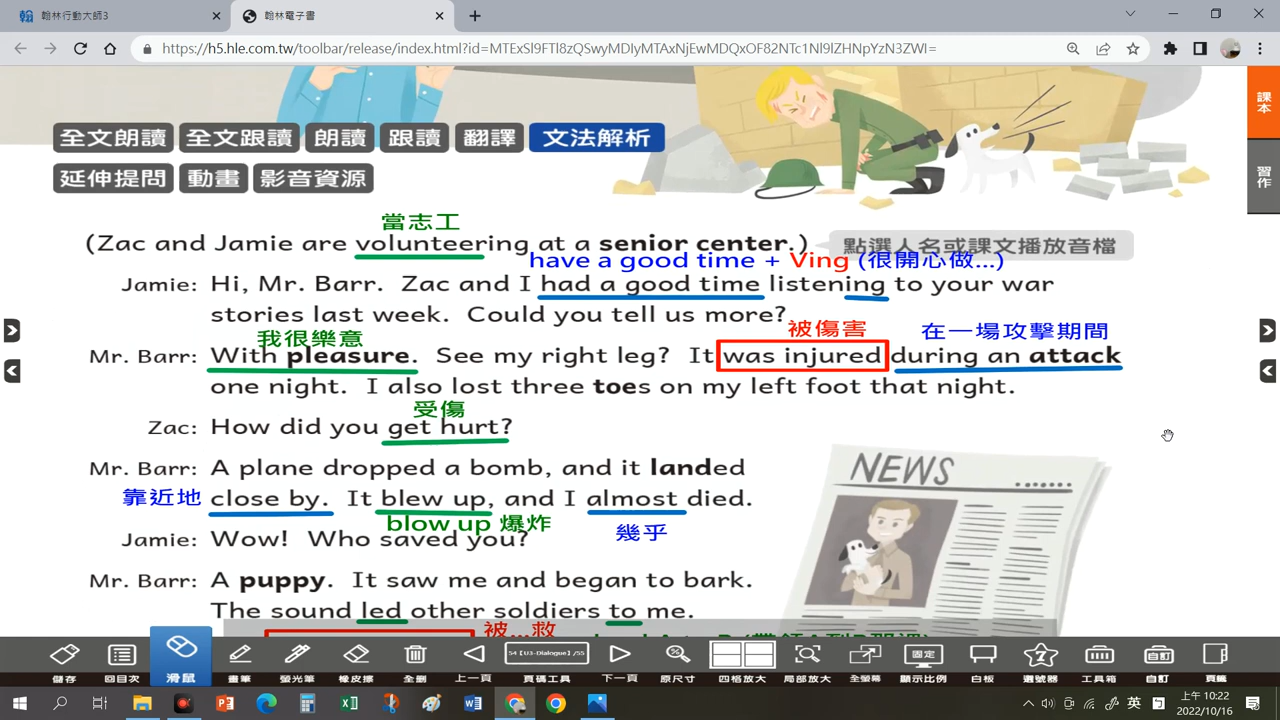 翰林行動大師3
翰林電子書
全文朗讀 全文跟讀 朗讀 跟讀 翻譯 文法解析
延伸提問 動畫 影音資源
課本
習作
當志工
(Zac and Jamie are volunteering at a senior center.)
點選人名或課文播放音檔
have a good time + Ving (很開心做...)
Jamie: Hi, Mr. Barr. Zac and I had a good time listening to your war
stories last week. Could you tell us more?
我很樂意 被傷害 在一場攻擊期間
Mr. Barr: With pleasure. See my right leg? It was injured during an attack
one night. I also lost three toes on my left foot that night.
受傷
Zac: How did you get hurt?
Mr. Barr: A plane dropped a bomb, and it landed
靠近地 close by. It blew up, and I almost died.
blow up 爆炸 幾乎
Jamie: Wow! Who saved you?
Mr. Barr: A puppy. It saw me and began to bark.
The sound led other soldiers to me.
被...救
NEWS
儲存 回目次 滑鼠 畫筆 螢光筆 橡皮擦 全刪 上一頁 頁碼工具 下一頁 原尺寸 四格放大 局部放大 全螢幕 顯示比例 白板 選號器 工具箱 自訂 頁籤
54【U3-Dialogue】/55
固定
自訂
英
上午 10:22
2022/10/16